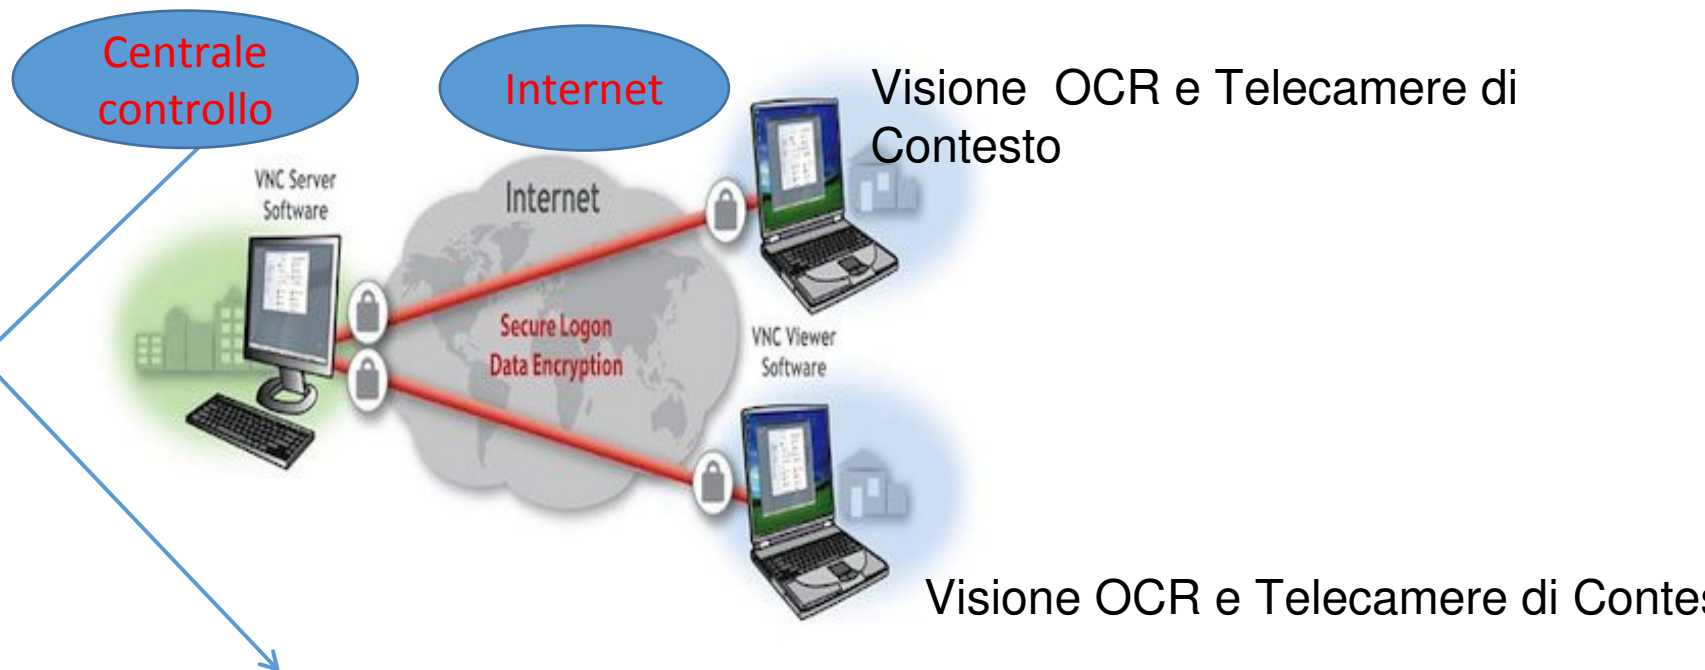 Centrale
controllo
Internet
Visione OCR e Telecamere di
Contesto
VNC Server
Software
Internet
Secure Logon
Data Encryption
VNC Viewer
Software
Visione OCR e Telecamere di Contes